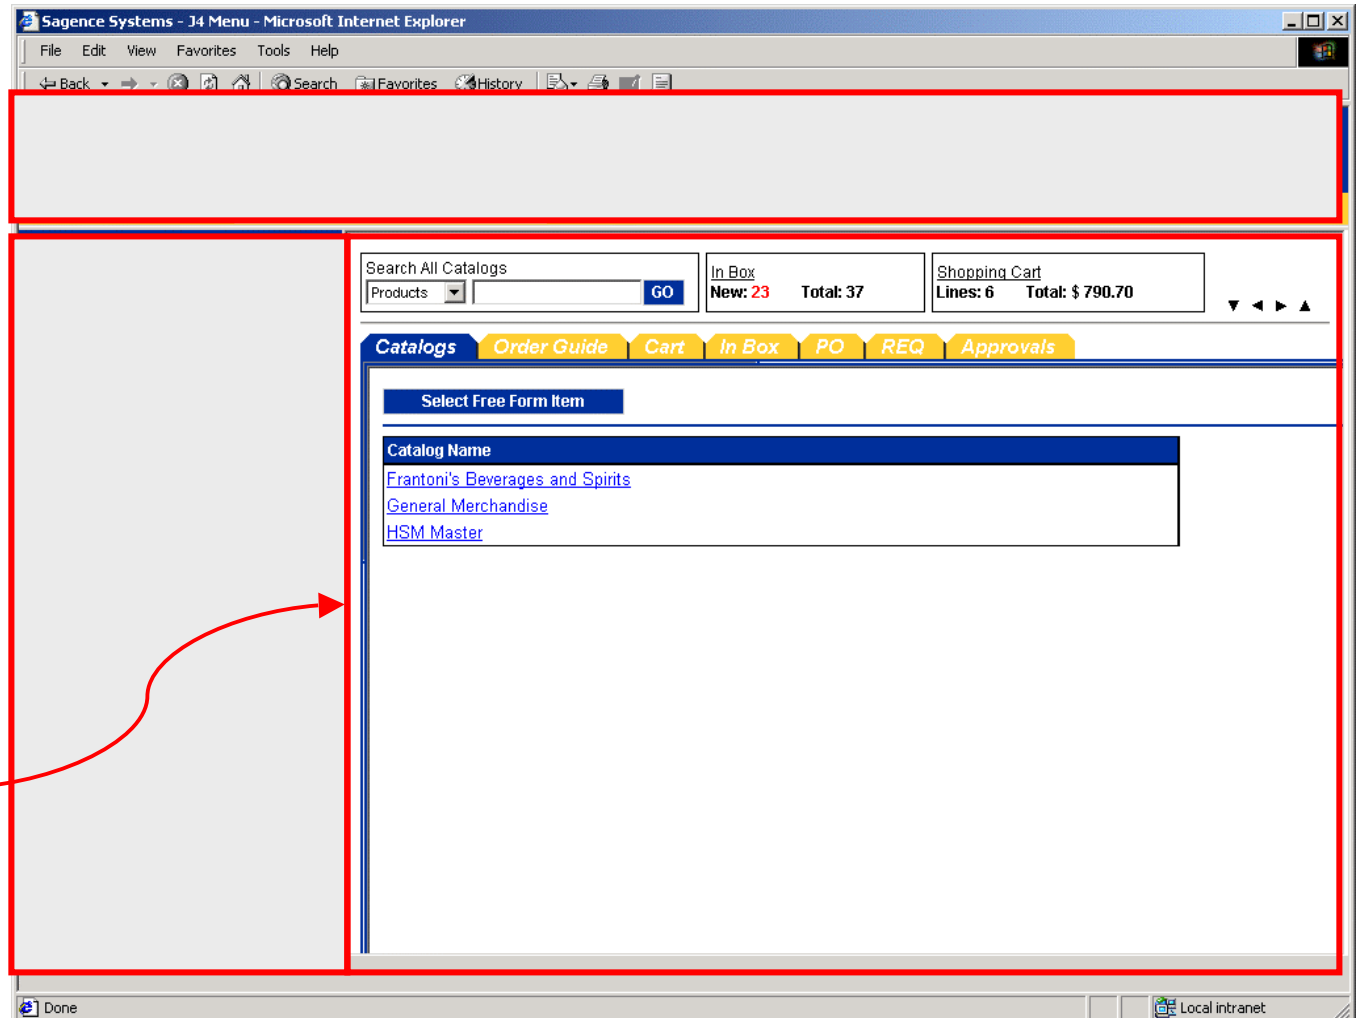 Sagence Systems - J4 Menu - Microsoft Internet Explorer
File Edit View Favorites Tools Help
Back Search Favorites History
Search All Catalogs
Products GO
In Box
New: 23 Total: 37
Shopping Cart
Lines: 6 Total: $ 790.70
Catalogs Order Guide Cart In Box PO REQ Approvals
Select Free Form Item
Catalog Name
Frantoni's Beverages and Spirits
General Merchandise
HSM Master
Done Local intranet